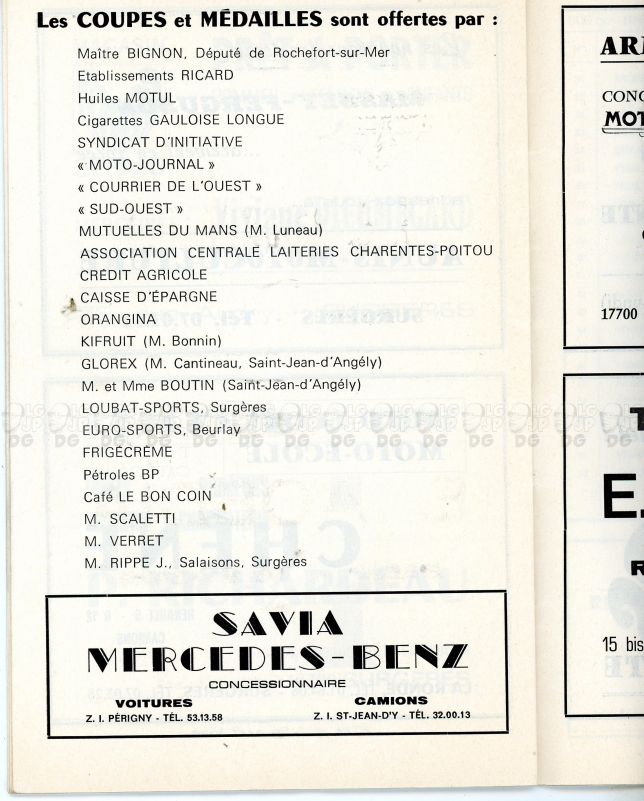 Les COUPES et MÉDAILLES sont offertes par :
Maître BIGNON, Député de Rochefort-sur-Mer
Etablissements RICARD
Huiles MOTUL
Cigarettes GAULOISE LONGUE
SYNDICAT D'INITIATIVE
« MOTO-JOURNAL »
« COURRIER DE L'OUEST »
« SUD-OUEST »
MUTUELLES DU MANS (M. Luneau)
ASSOCIATION CENTRALE LAITERIES CHARENTES-POITOU
CRÉDIT AGRICOLE
CAISSE D'ÉPARGNE
ORANGINA
KIFRUIT (M. Bonnin)
GLOREX (M. Cantineau, Saint-Jean-d'Angély)
M. et Mme BOUTIN (Saint-Jean-d'Angély)
LOUBAT-SPORTS, Surgères
EURO-SPORTS, Beurlay
FRIGÉCRÈME
Pétroles BP
Café LE BON COIN
M. SCALETTI
M. VERRET
M. RIPPE J., Salaisons, Surgères
SAVIA
MERCEDES-BENZ
CONCESSIONNAIRE
VOITURES
Z. I. PÉRIGNY - TÉL. 53.13.58
CAMIONS
Z. I. ST-JEAN-D'Y - TÉL. 32.00.13
17700
15 bis